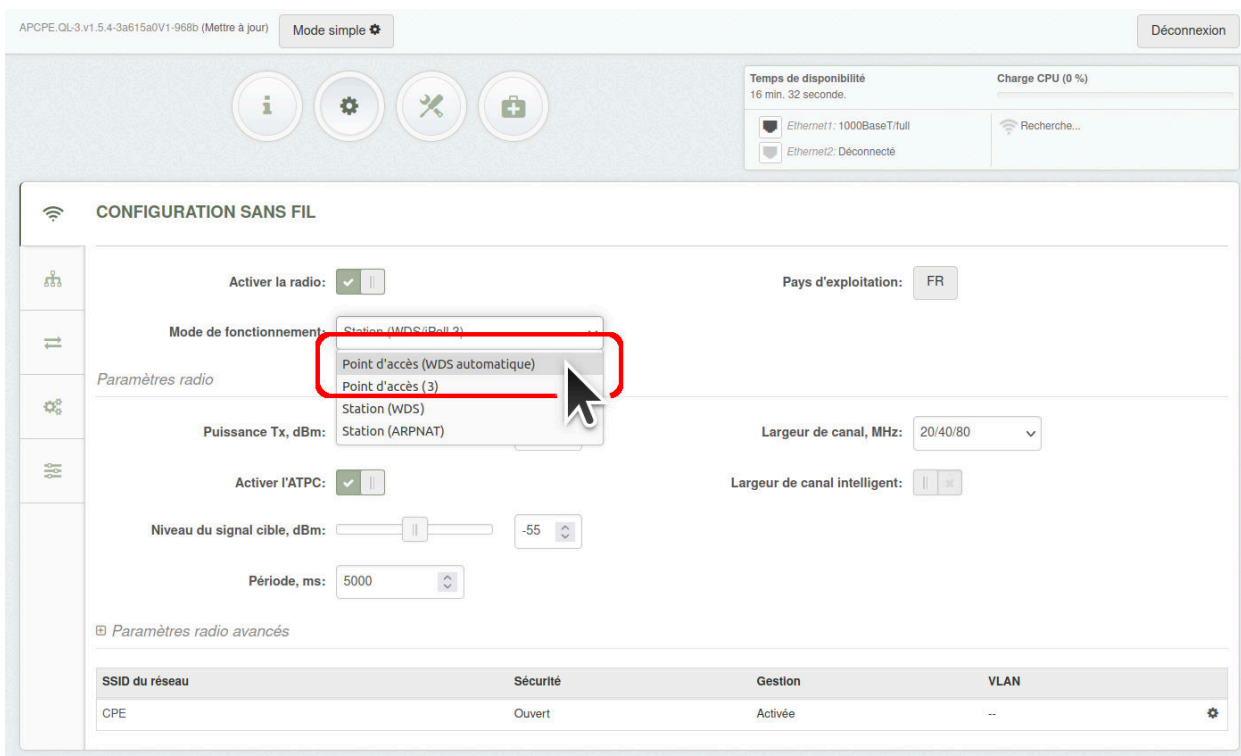 APCPE.QL-3.v1.5.4-3a615a0V1-968b (Mettre à jour) Mode simple Déconnexion
Temps de disponibilité Charge CPU (0 %)
16 min. 32 seconde.
Ethernet1: 1000BaseT/full Recherche...
Ethernet2: Déconnecté
CONFIGURATION SANS FIL
Activer la radio: Pays d'exploitation: FR
Mode de fonctionnement: Station (WDS/iPoll 3)
Point d'accès (WDS automatique)
Point d'accès (3)
Station (WDS)
Station (ARPNAT)
Paramètres radio
Puissance Tx, dBm: Largeur de canal, MHz: 20/40/80
Activer l'ATPC: Largeur de canal intelligent:
Niveau du signal cible, dBm: -55
Période, ms: 5000
Paramètres radio avancés
SSID du réseau Sécurité Gestion VLAN
CPE Ouvert Activée --